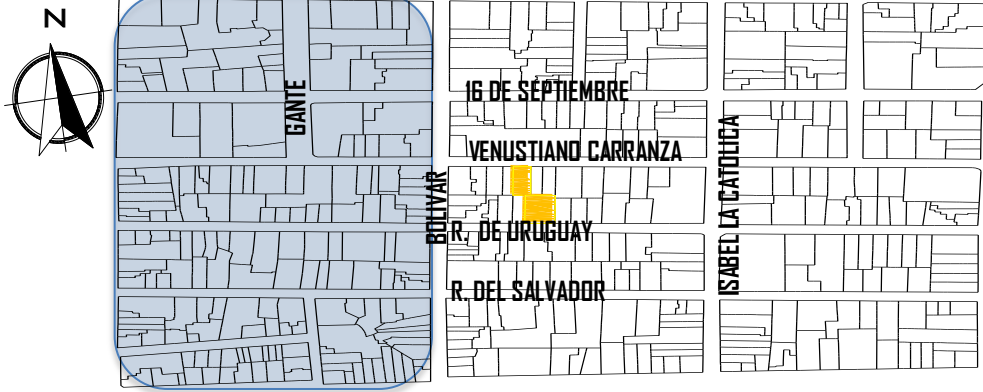 N
GANTE
16 DE SEPTIEMBRE
VENUSTIANO CARRANZA
BOLIVAR
ISABEL LA CATOLICA
R. DE URUGUAY
R. DEL SALVADOR